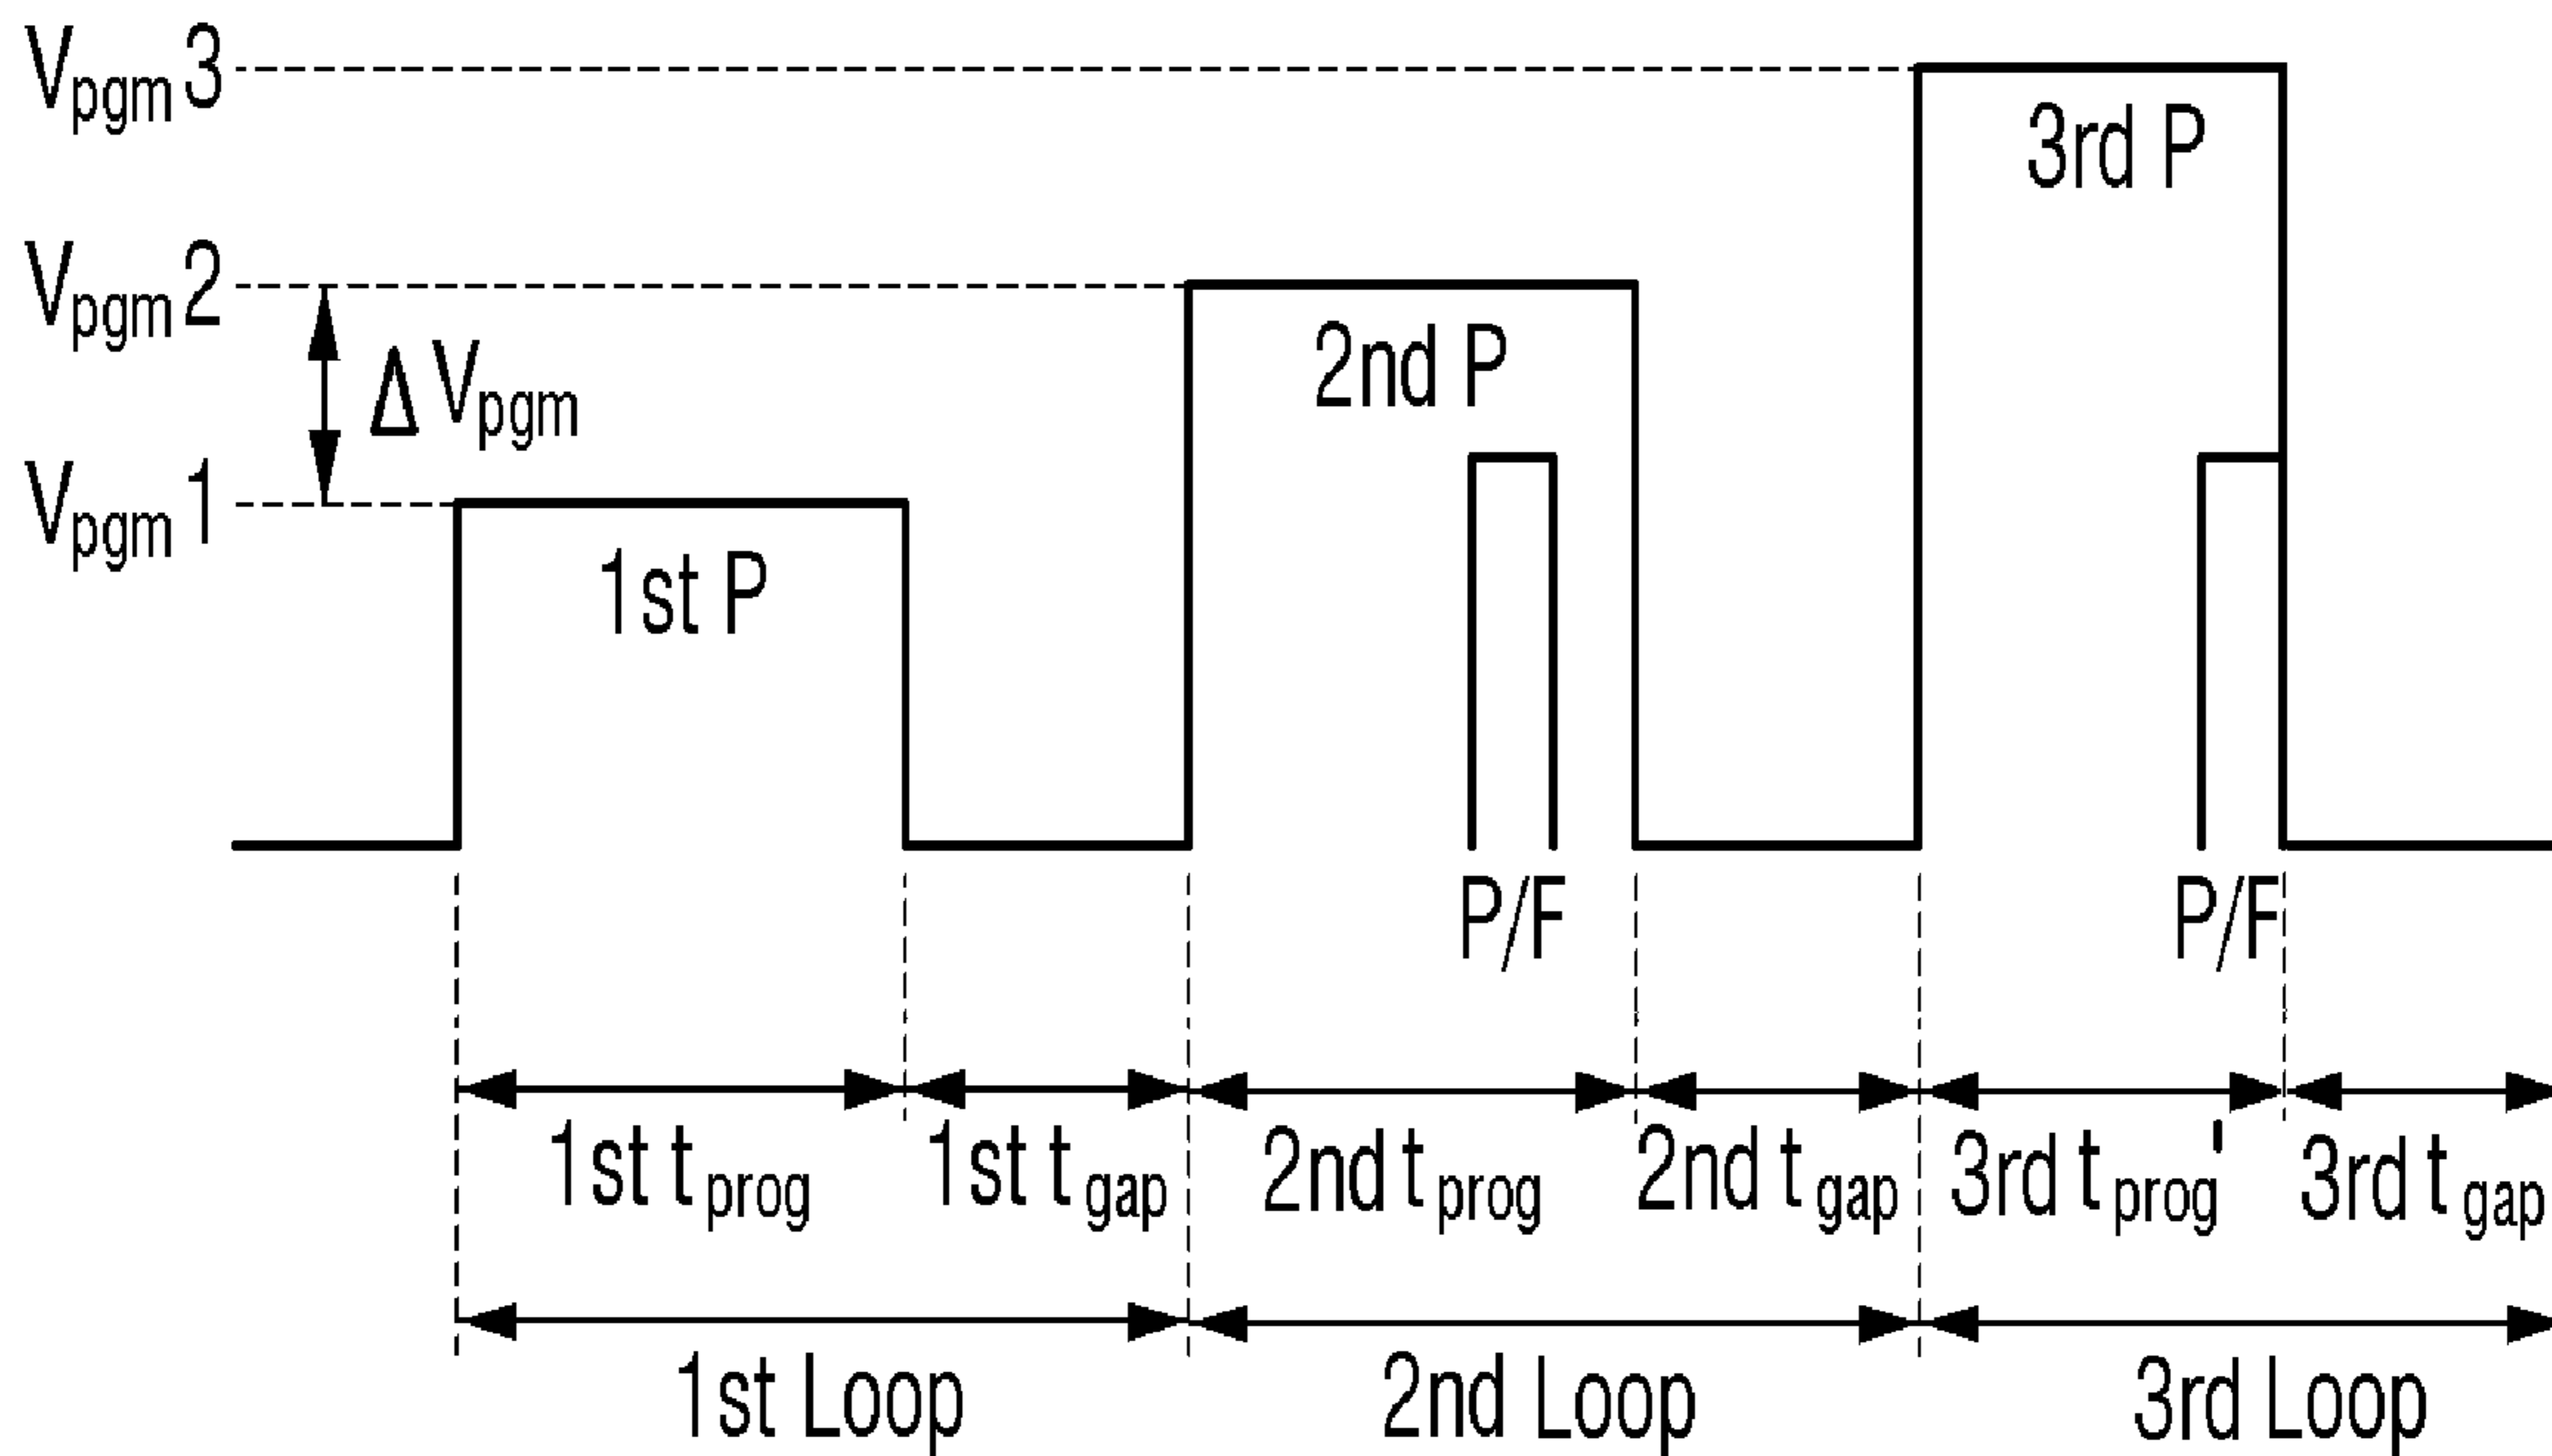 Vpgm3
3rd P
Vpgm2
2nd P
ΔVpgm
Vpgm1
1st P
P/F P/F
1st tprog 1st tgap 2nd tprog 2nd tgap 3rd tprog' 3rd tgap
1st Loop 2nd Loop 3rd Loop